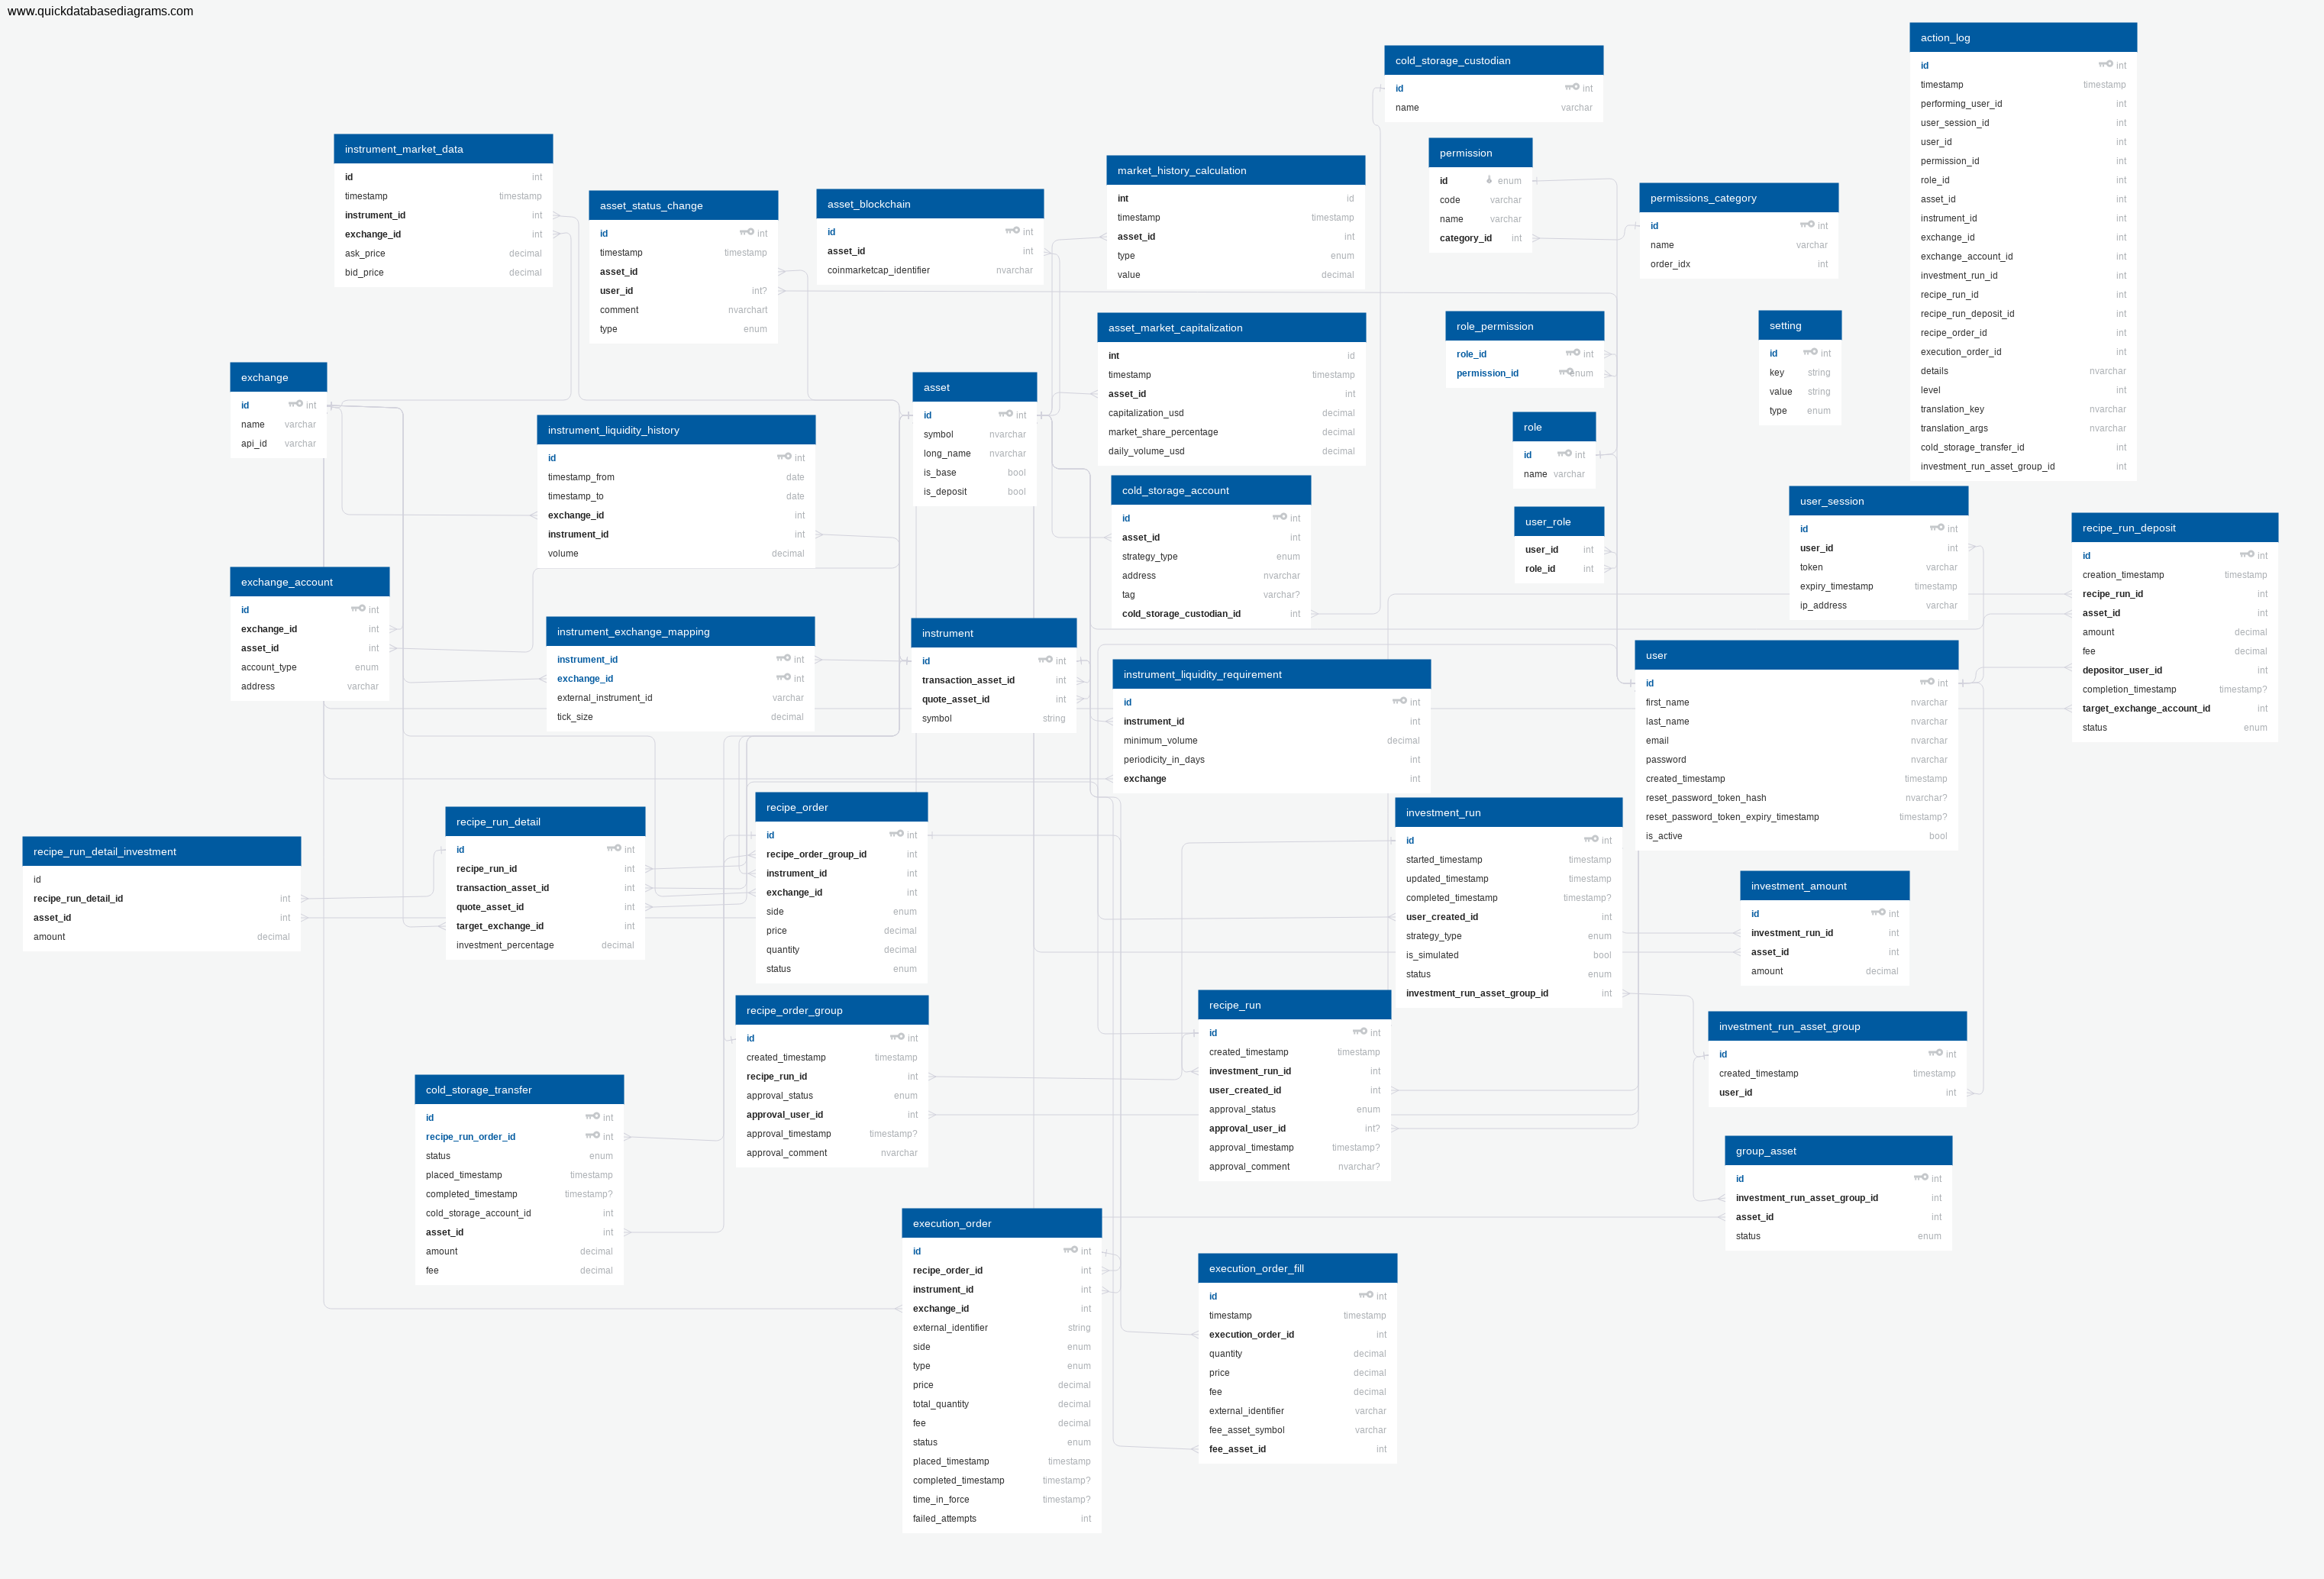 www.quickdatabasediagrams.com
action_log
id int
timestamp timestamp
performing_user_id int
user_session_id int
user_id int
permission_id int
role_id int
asset_id int
instrument_id int
exchange_id int
exchange_account_id int
investment_run_id int
recipe_run_id int
recipe_run_deposit_id int
recipe_order_id int
execution_order_id int
details nvarchar
level int
translation_key nvarchar
translation_args nvarchar
cold_storage_transfer_id int
investment_run_asset_group_id int
cold_storage_custodian
id int
name varchar
instrument_market_data
id int
timestamp timestamp
instrument_id int
exchange_id int
ask_price decimal
bid_price decimal
permission
id enum
code varchar
name varchar
category_id int
market_history_calculation
int id
timestamp timestamp
asset_id int
type enum
value decimal
permissions_category
id int
name varchar
order_idx int
asset_status_change
id int
timestamp timestamp
asset_id int
user_id int?
comment nvarchart
type enum
asset_blockchain
id int
asset_id int
coinmarketcap_identifier nvarchar
role_permission
role_id int
permission_id enum
setting
id int
key string
value string
type enum
asset_market_capitalization
int id
timestamp timestamp
asset_id int
capitalization_usd decimal
market_share_percentage decimal
daily_volume_usd decimal
exchange
id int
name varchar
api_id varchar
asset
id int
symbol nvarchar
long_name nvarchar
is_base bool
is_deposit bool
instrument_liquidity_history
id int
timestamp_from date
timestamp_to date
exchange_id int
instrument_id int
volume decimal
role
id int
name varchar
cold_storage_account
id int
asset_id int
strategy_type enum
address nvarchar
tag varchar?
cold_storage_custodian_id int
user_role
user_id int
role_id int
user_session
id int
user_id int
token varchar
expiry_timestamp timestamp
ip_address varchar
recipe_run_deposit
id int
creation_timestamp timestamp
recipe_run_id int
asset_id int
amount decimal
fee decimal
depositor_user_id int
completion_timestamp timestamp?
target_exchange_account_id int
status enum
exchange_account
id int
exchange_id int
asset_id int
account_type enum
address varchar
instrument_exchange_mapping
instrument_id int
exchange_id int
external_instrument_id varchar
tick_size decimal
instrument
id int
transaction_asset_id int
quote_asset_id int
symbol string
instrument_liquidity_requirement
id int
instrument_id int
minimum_volume decimal
periodicity_in_days int
exchange int
user
id int
first_name nvarchar
last_name nvarchar
email nvarchar
password nvarchar
created_timestamp timestamp
reset_password_token_hash nvarchar?
reset_password_token_expiry_timestamp timestamp?
is_active bool
recipe_run_detail_investment
id
recipe_run_detail_id int
asset_id int
amount decimal
recipe_run_detail
id int
recipe_run_id int
transaction_asset_id int
quote_asset_id int
target_exchange_id int
investment_percentage decimal
recipe_order
id int
recipe_order_group_id int
instrument_id int
exchange_id int
side enum
price decimal
quantity decimal
status enum
investment_run
id int
started_timestamp timestamp
updated_timestamp timestamp
completed_timestamp timestamp?
user_created_id int
strategy_type enum
is_simulated bool
status enum
investment_run_asset_group_id int
investment_amount
id int
investment_run_id int
asset_id int
amount decimal
recipe_order_group
id int
created_timestamp timestamp
recipe_run_id int
approval_status enum
approval_user_id int
approval_timestamp timestamp?
approval_comment nvarchar
recipe_run
id int
created_timestamp timestamp
investment_run_id int
user_created_id int
approval_status enum
approval_user_id int?
approval_timestamp timestamp?
approval_comment nvarchar?
investment_run_asset_group
id int
created_timestamp timestamp
user_id int
cold_storage_transfer
id int
recipe_run_order_id int
status enum
placed_timestamp timestamp
completed_timestamp timestamp?
cold_storage_account_id int
asset_id int
amount decimal
fee decimal
group_asset
id int
investment_run_asset_group_id int
asset_id int
status enum
execution_order
id int
recipe_order_id int
instrument_id int
exchange_id int
external_identifier string
side enum
type enum
price decimal
total_quantity decimal
fee decimal
status enum
placed_timestamp timestamp
completed_timestamp timestamp?
time_in_force timestamp?
failed_attempts int
execution_order_fill
id int
timestamp timestamp
execution_order_id int
quantity decimal
price decimal
fee decimal
external_identifier varchar
fee_asset_symbol varchar
fee_asset_id int